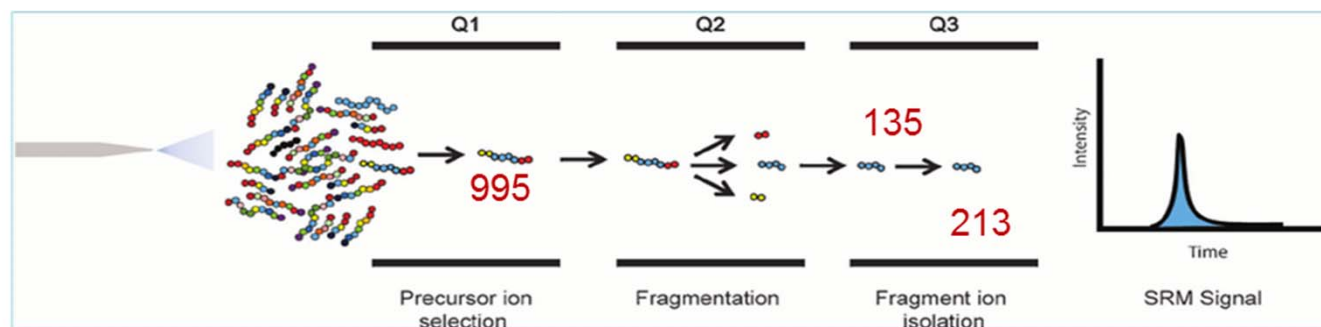 Q1
Q2
Q3
995
135
213
Intensity
Time
Precursor ion
selection
Fragmentation
Fragment ion
isolation
SRM Signal